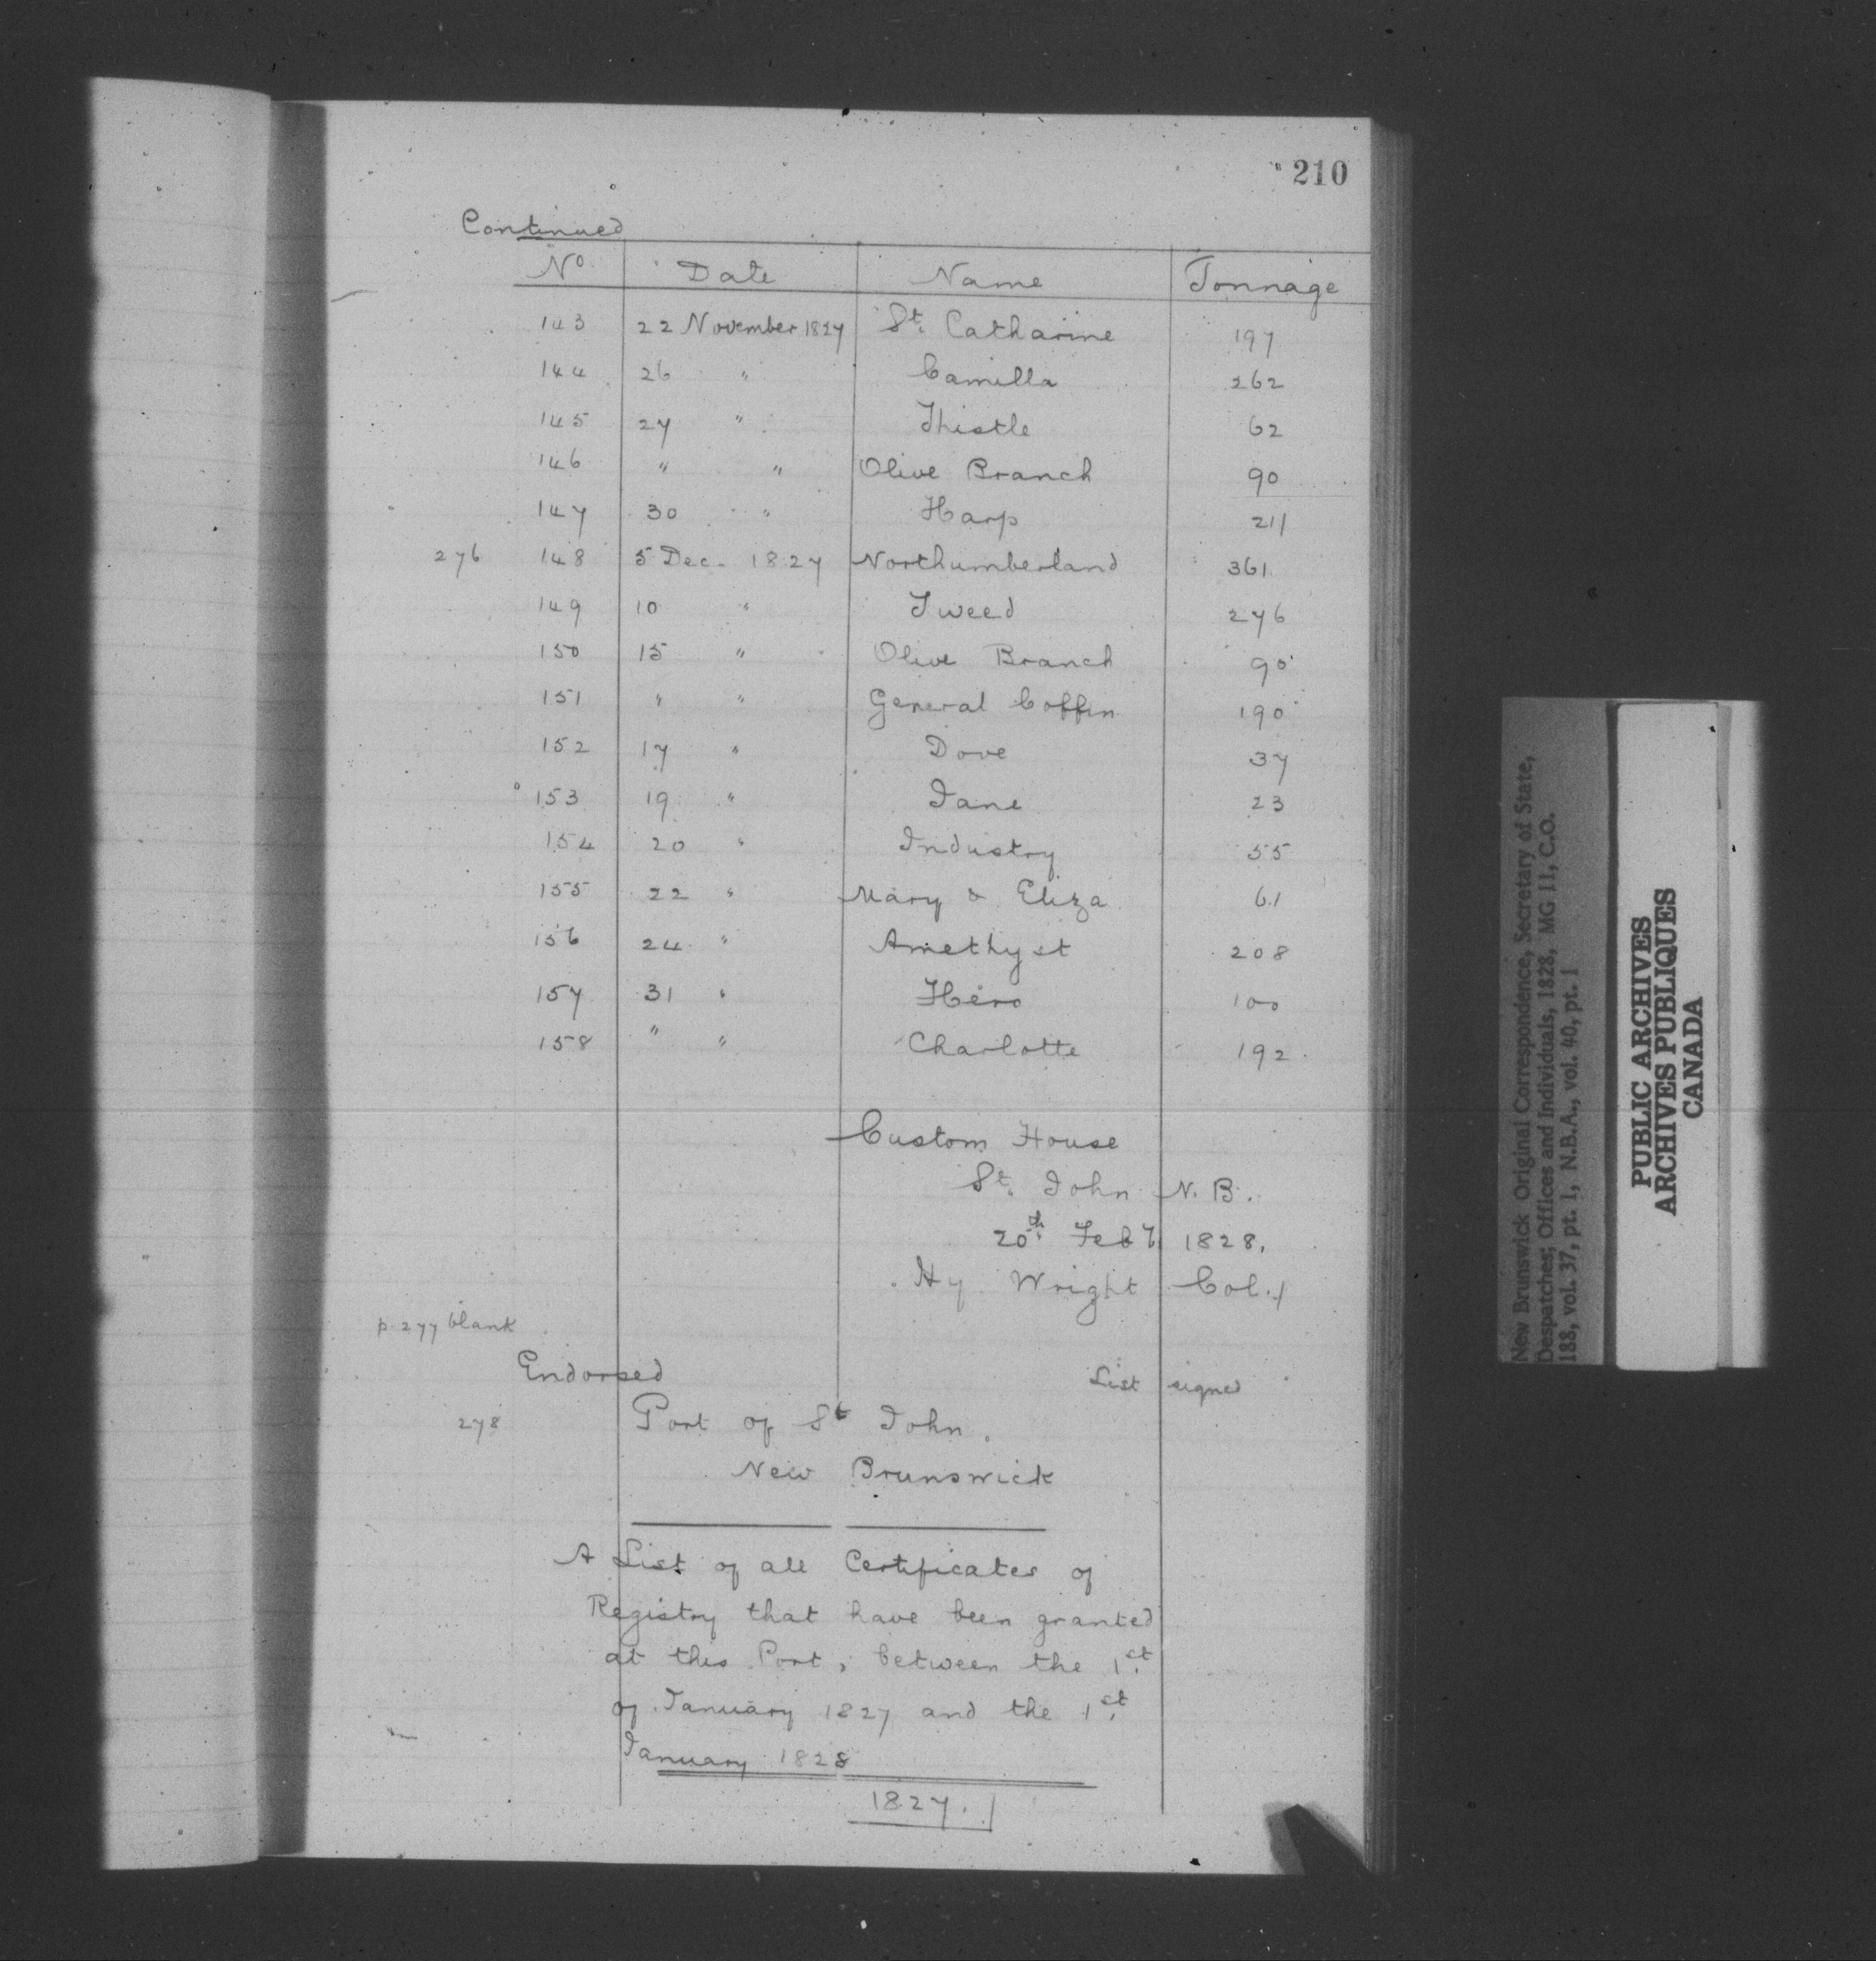 210
Continued
No Date Name Tonnage
143 22 November 1827 St. Catharine 197
144 26 " Camilla 262
145 27 " Thistle 62
146 " " Olive Branch 90
147 30 " Harp 211
276 148 5 Dec. 1827 Northumberland 361
149 10 " Tweed 276
150 15 " Olive Branch 90
151 " " General Coffin 190
152 17 " Dove 37
153 19 " Jane 23
154 20 " Industry 55
155 22 " Mary & Eliza 61
156 24 " Amethyst 208
157 31 " Hero 100
158 " " Charlotte 192
Custom House
St. John N. B.
20th Feby 1828.
Hy Wright Col.
p. 277 blank
Endorsed List signed
278 Port of St John.
New Brunswick
A List of all Certificates of
Registry that have been granted
at this Port, between the 1st
of January 1827 and the 1st
January 1828
1827.
New Brunswick Original Correspondence, Secretary of State,
Despatches; Offices and Individuals, 1828, MG 11, C.O.
188, vol. 37, pt. 1, N.B.A., vol. 40, pt. 1
PUBLIC ARCHIVES
ARCHIVES PUBLIQUES
CANADA